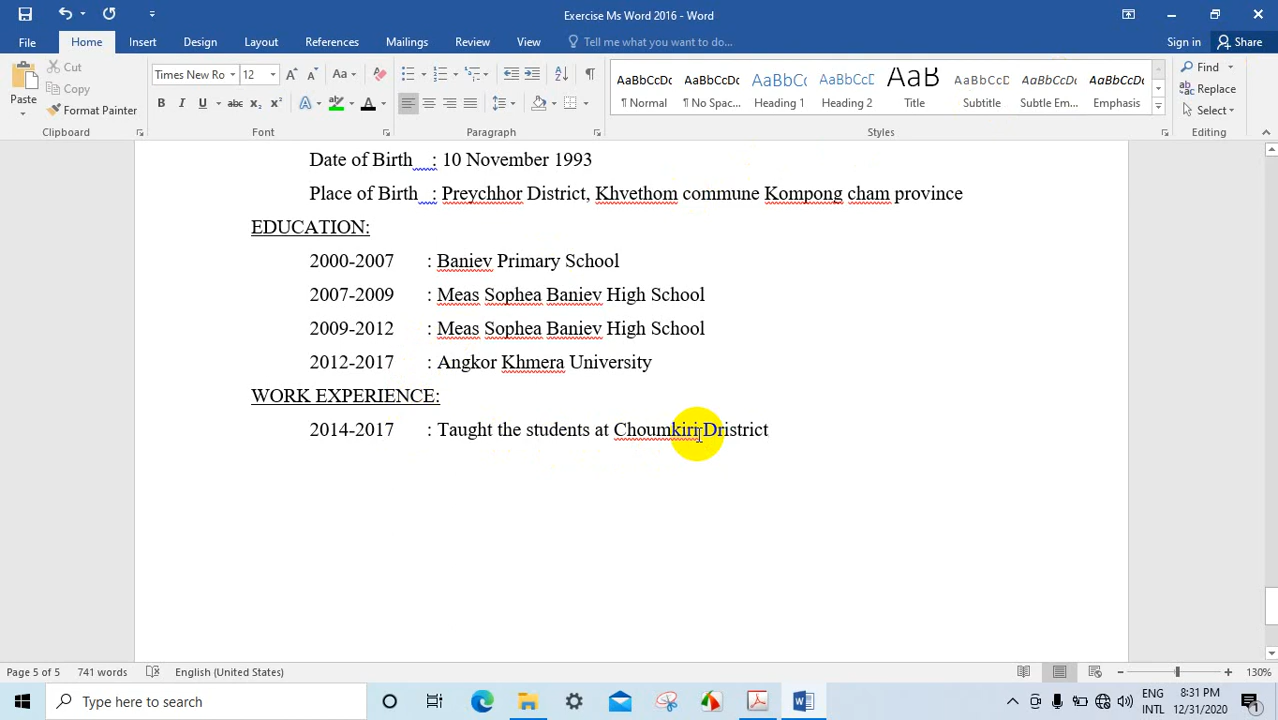 Exercise Ms Word 2016 - Word
File Home Insert Design Layout References Mailings Review View Tell me what you want to do... Sign in Share
Paste Cut Copy Format Painter Clipboard
Times New Ro 12 Font
Paragraph
AaBbCcDc ¶ Normal
AaBbCcDc ¶ No Spac...
AaBbCc Heading 1
AaBbCcD Heading 2
AaB Title
AaBbCcD Subtitle
AaBbCcDc Subtle Em...
AaBbCcDc Emphasis
Styles
Find Replace Select Editing
Date of Birth : 10 November 1993
Place of Birth : Preychhor District, Khvethom commune Kompong cham province
EDUCATION:
2000-2007 : Baniev Primary School
2007-2009 : Meas Sophea Baniev High School
2009-2012 : Meas Sophea Baniev High School
2012-2017 : Angkor Khmera University
WORK EXPERIENCE:
2014-2017 : Taught the students at Choumkiri Dristrict
Page 5 of 5 741 words English (United States) 130%
Type here to search ENG INTL 8:31 PM 12/31/2020